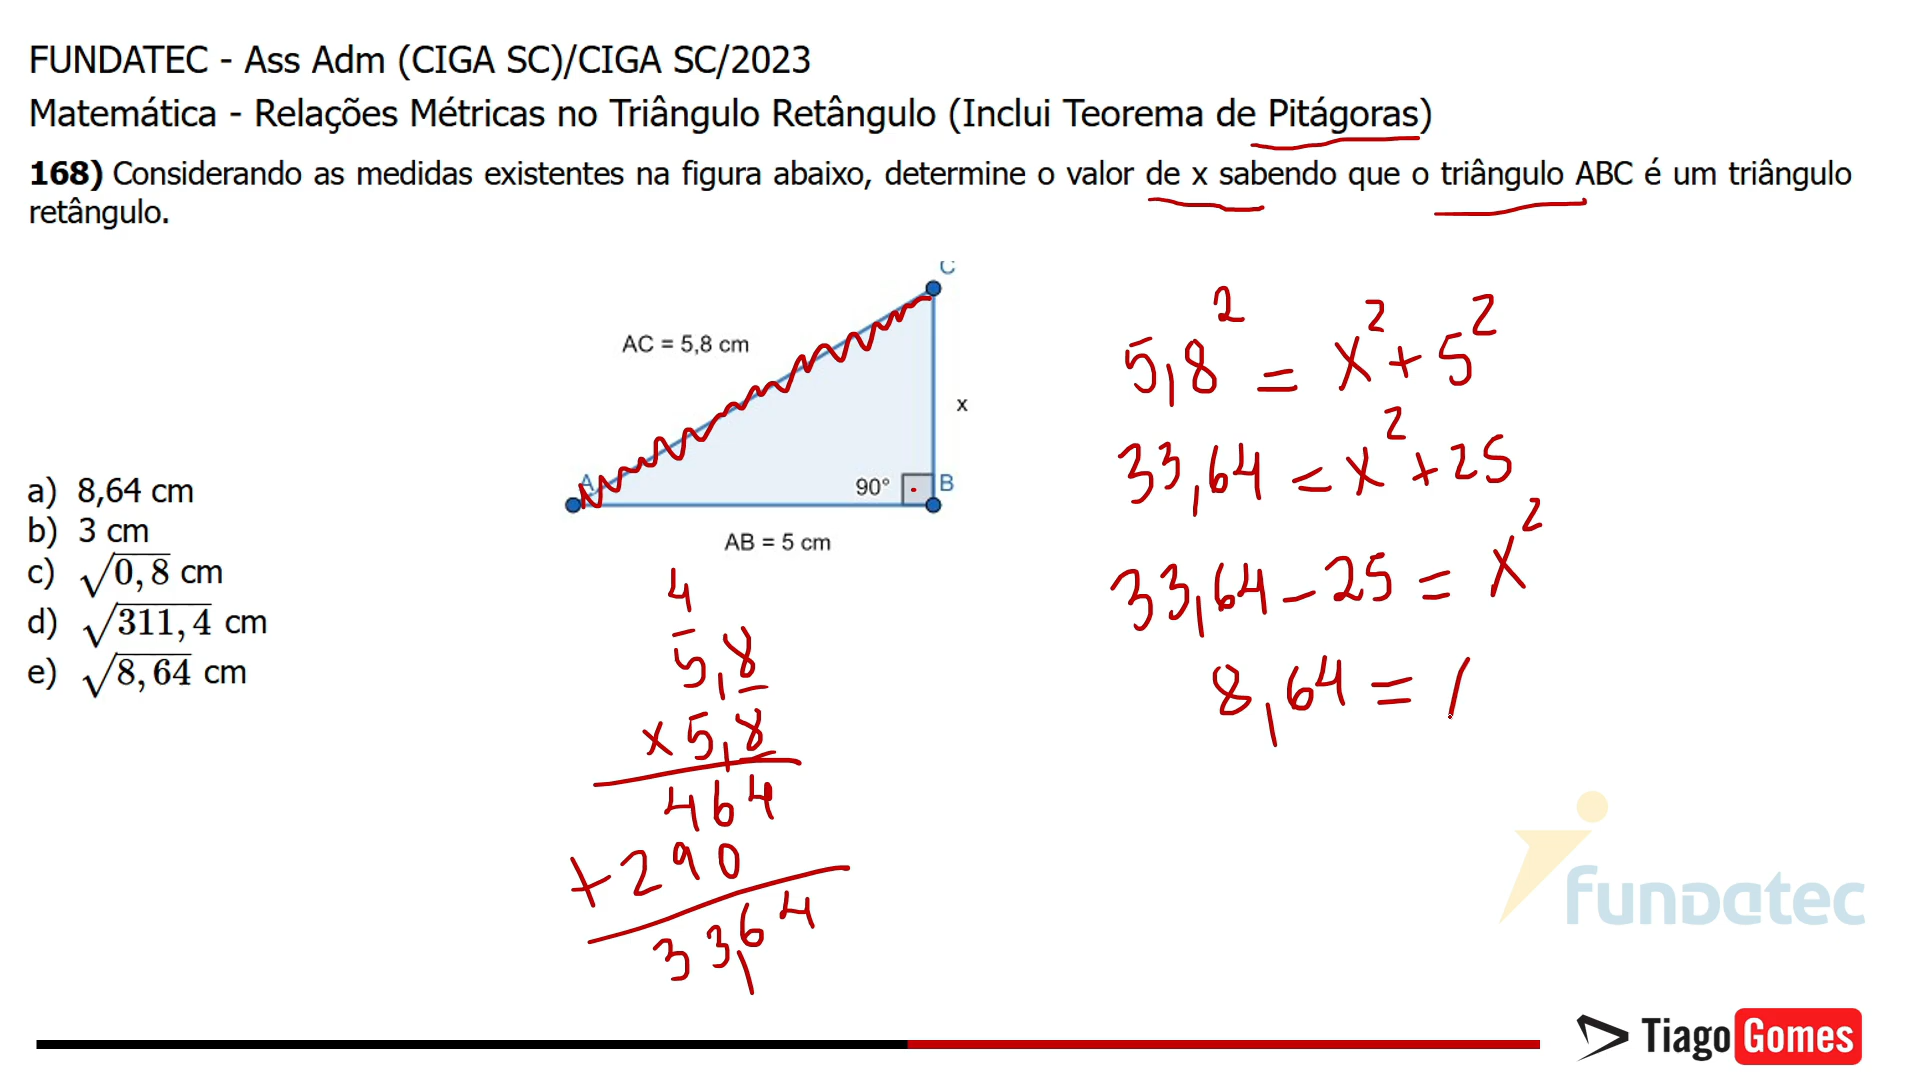 FUNDATEC - Ass Adm (CIGA SC)/CIGA SC/2023
Matemática - Relações Métricas no Triângulo Retângulo (Inclui Teorema de Pitágoras)
168) Considerando as medidas existentes na figura abaixo, determine o valor de x sabendo que o triângulo ABC é um triângulo
retângulo.
C
AC = 5,8 cm
x
A
90°
B
AB = 5 cm
a) 8,64 cm
b) 3 cm
c) √0,8 cm
d) √311,4 cm
e) √8,64 cm
4
5,8
x 5,8
464
+ 290
33,64
5,8² = x² + 5²
33,64 = x² + 25
33,64 - 25 = x²
8,64 =
fundatec
Tiago Gomes